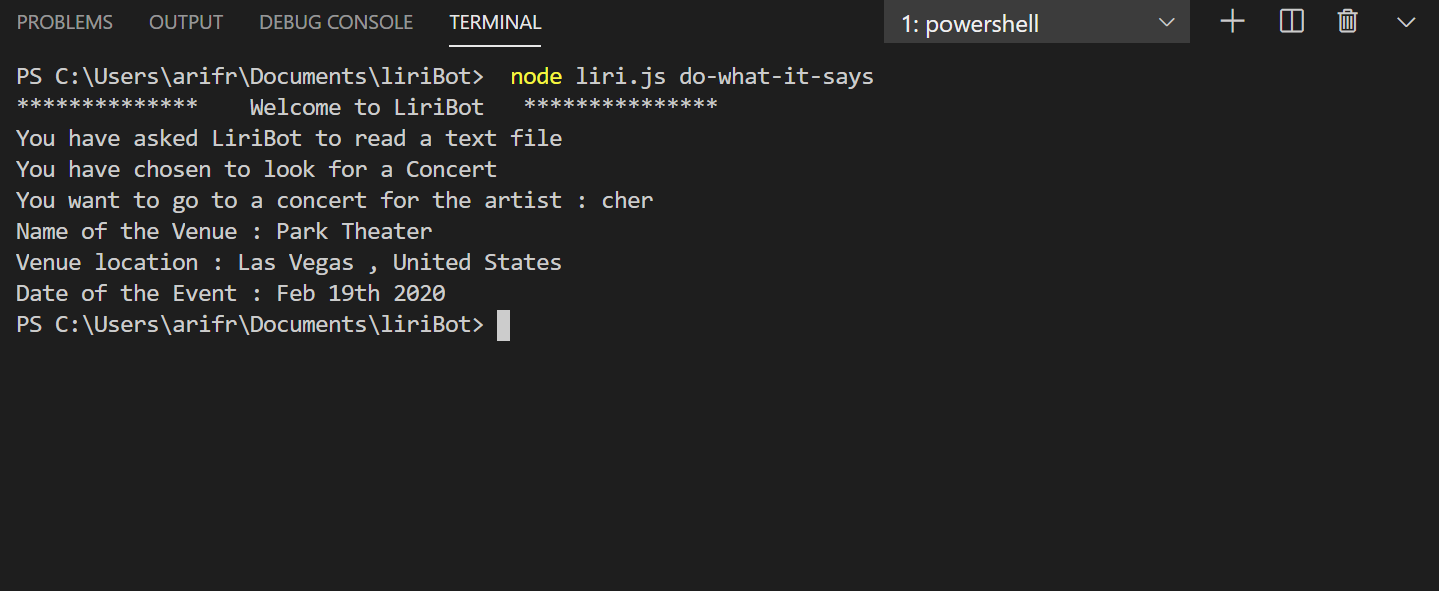 PROBLEMS OUTPUT DEBUG CONSOLE TERMINAL 1: powershell
PS C:\Users\arifr\Documents\liriBot>  node liri.js do-what-it-says
**************    Welcome to LiriBot   ***************
You have asked LiriBot to read a text file
You have chosen to look for a Concert
You want to go to a concert for the artist : cher
Name of the Venue : Park Theater
Venue location : Las Vegas , United States
Date of the Event : Feb 19th 2020
PS C:\Users\arifr\Documents\liriBot>